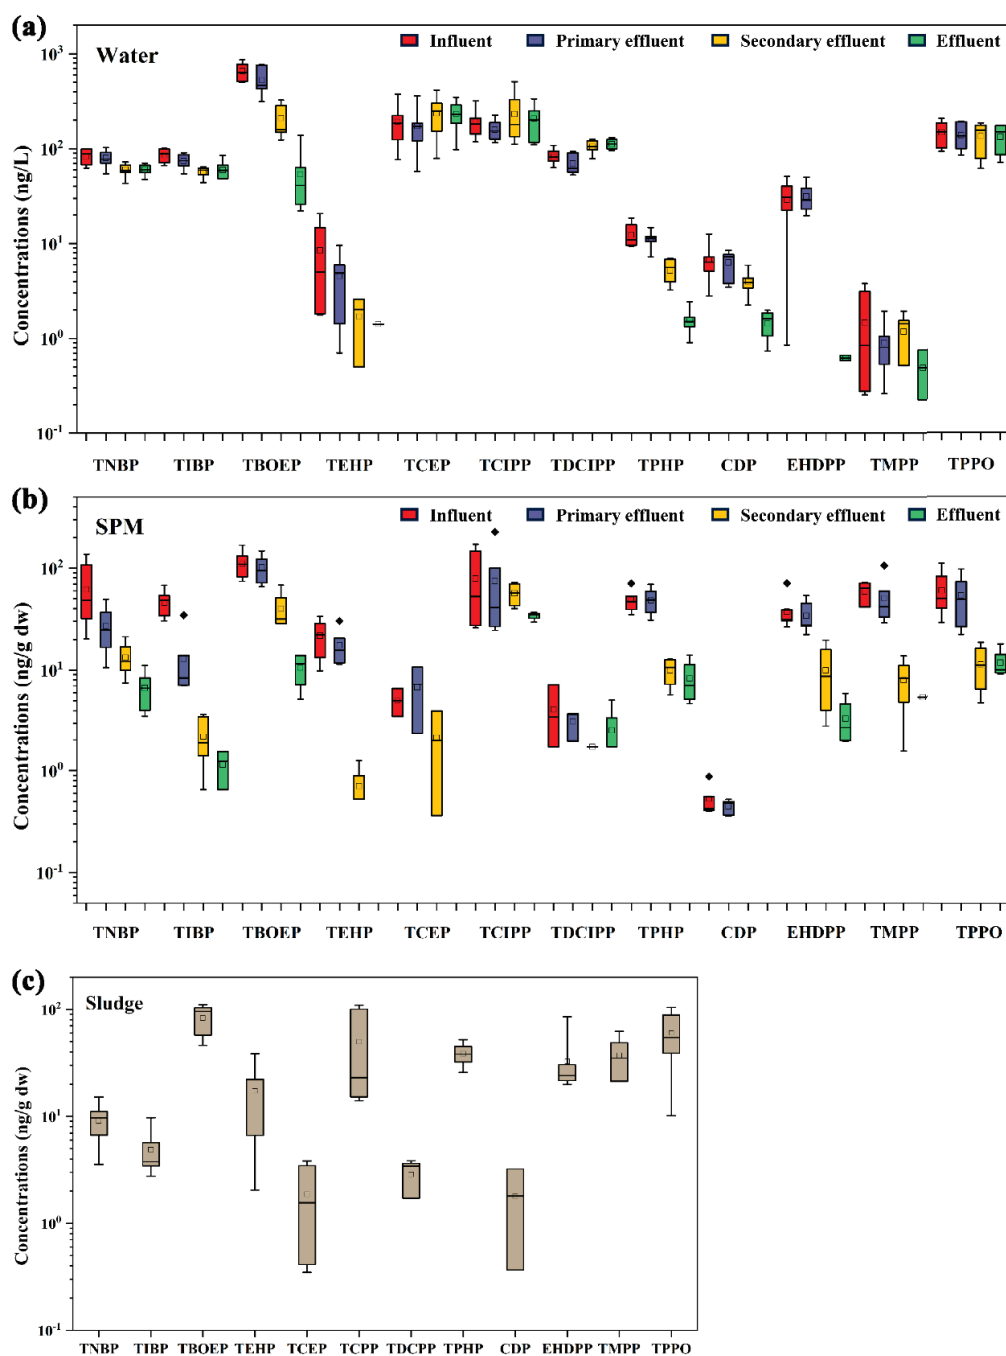 (a)
Water
Influent Primary effluent Secondary effluent Effluent
Concentrations (ng/L)
10³
10²
10¹
10⁰
10⁻¹
TNBP TIBP TBOEP TEHP TCEP TCIPP TDCIPP TPHP CDP EHDPP TMPP TPPO
(b)
SPM
Influent Primary effluent Secondary effluent Effluent
Concentrations (ng/g dw)
10²
10¹
10⁰
10⁻¹
TNBP TIBP TBOEP TEHP TCEP TCIPP TDCIPP TPHP CDP EHDPP TMPP TPPO
(c)
Sludge
Concentrations (ng/g dw)
10²
10¹
10⁰
10⁻¹
TNBP TIBP TBOEP TEHP TCEP TCPP TDCPP TPHP CDP EHDPP TMPP TPPO